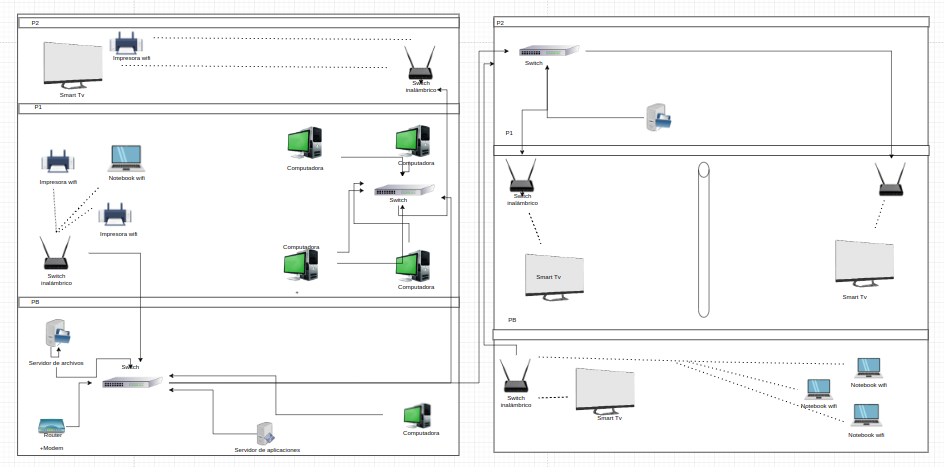 P2
Impresora wifi
Smart Tv
Switch
inalámbrico
P1
Impresora wifi
Notebook wifi
Impresora wifi
Switch
inalámbrico
Computadora
Computadora
Switch
Computadora
Computadora
+
PB
Servidor de archivos
Switch
Router
+Modem
Servidor de aplicaciones
Computadora
P2
Switch
P1
Switch
inalámbrico
Smart Tv
Smart Tv
PB
Switch
inalámbrico
Smart Tv
Notebook wifi
Notebook wifi
Notebook wifi